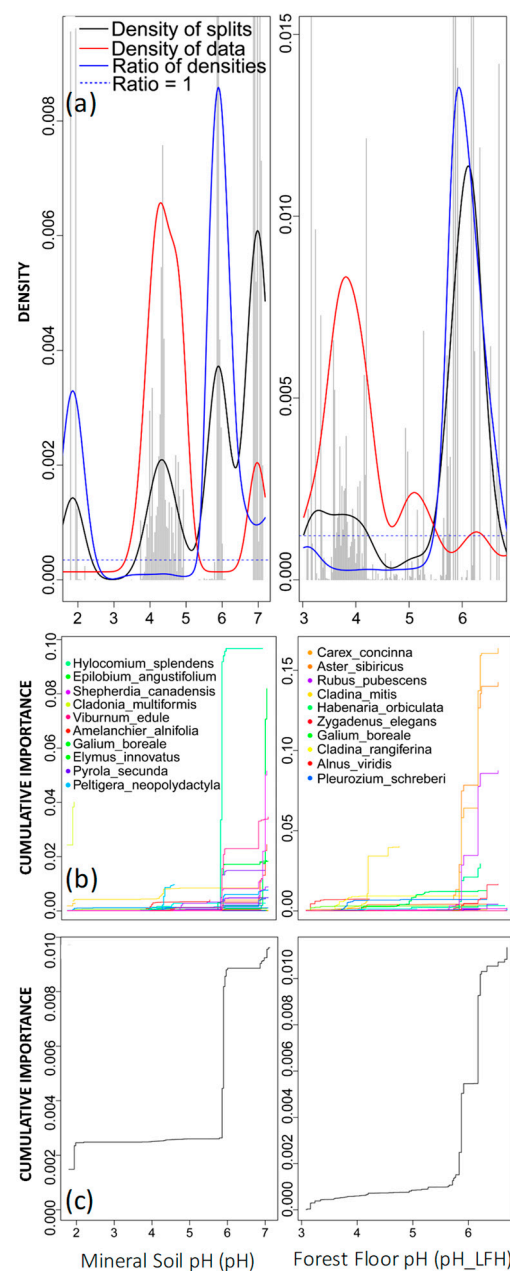 Density of splits
Density of data
Ratio of densities
Ratio = 1
(a)
DENSITY
0.000 0.002 0.004 0.006 0.008
2 3 4 5 6 7
0.000 0.005 0.010 0.015
3 4 5 6
CUMULATIVE IMPORTANCE
0.00 0.02 0.04 0.06 0.08 0.10
Hylocomium_splendens
Epilobium_angustifolium
Shepherdia_canadensis
Cladonia_multiformis
Viburnum_edule
Amelanchier_alnifolia
Galium_boreale
Elymus_innovatus
Pyrola_secunda
Peltigera_neopolydactyla
(b)
0.00 0.05 0.10 0.15
Carex_concinna
Aster_sibiricus
Rubus_pubescens
Cladina_mitis
Habenaria_orbiculata
Zygadenus_elegans
Galium_boreale
Cladina_rangiferina
Alnus_viridis
Pleurozium_schreberi
CUMULATIVE IMPORTANCE
0.000 0.002 0.004 0.006 0.008 0.010
(c)
2 3 4 5 6 7
Mineral Soil pH (pH)
0.000 0.002 0.004 0.006 0.008 0.010
3 4 5 6
Forest Floor pH (pH_LFH)